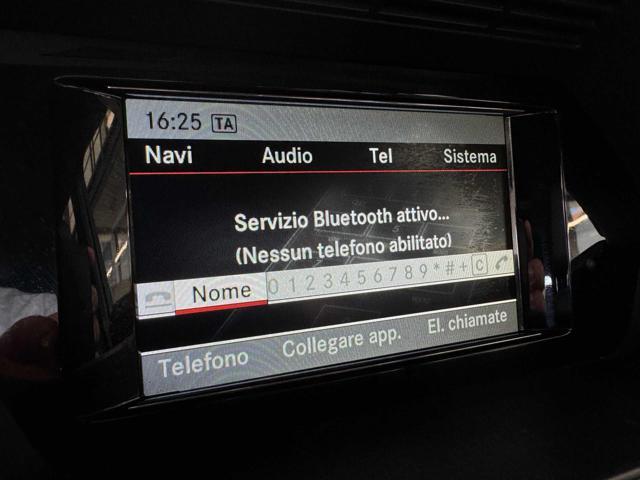 16:25 TA
Navi Audio Tel Sistema
Servizio Bluetooth attivo...
(Nessun telefono abilitato)
Nome 0 1 2 3 4 5 6 7 8 9 * # + C
Telefono Collegare app. El. chiamate